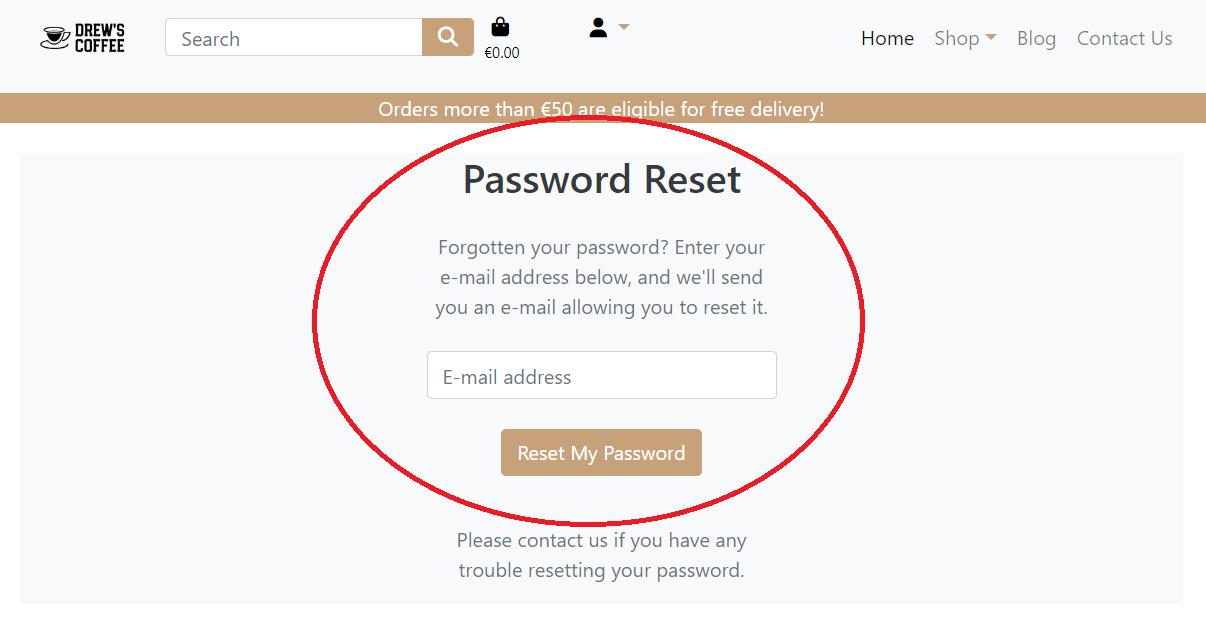 DREW'S
COFFEE
Search
€0.00
Home Shop Blog Contact Us
Orders more than €50 are eligible for free delivery!
Password Reset
Forgotten your password? Enter your
e-mail address below, and we'll send
you an e-mail allowing you to reset it.
E-mail address
Reset My Password
Please contact us if you have any
trouble resetting your password.